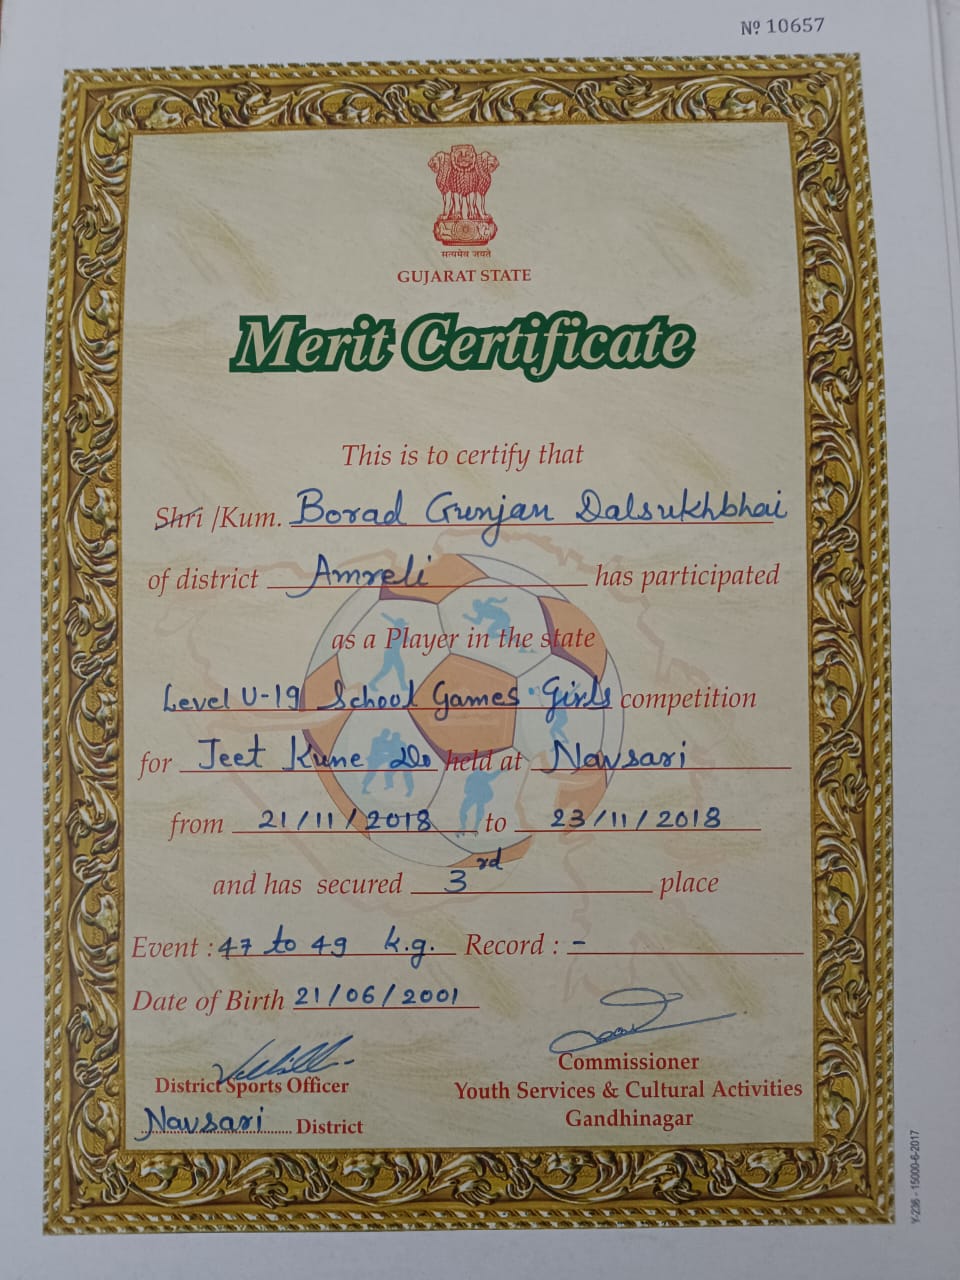 № 10657
सत्यमेव जयते
GUJARAT STATE
Merit Certificate
This is to certify that
Shri /Kum. Borad Gunjan Dalsukhbhai
of district Amreli has participated
as a Player in the state
Level U-19 School Games Girls competition
for Jeet Kune Do held at Navsari
from 21/11/2018 to 23/11/2018
and has secured 3rd place
Event : 47 to 49 k.g. Record : -
Date of Birth 21/06/2001
District Sports Officer
Navsari District
Commissioner
Youth Services & Cultural Activities
Gandhinagar
Y-236 - 15000-6-2017